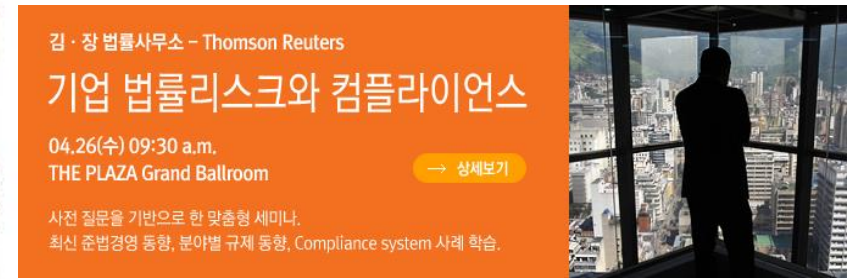 김 · 장 법률사무소 – Thomson Reuters
기업 법률리스크와 컴플라이언스
04.26(수) 09:30 a.m.
THE PLAZA Grand Ballroom
→ 상세보기
사전 질문을 기반으로 한 맞춤형 세미나.
최신 준법경영 동향, 분야별 규제 동향, Compliance system 사례 학습.